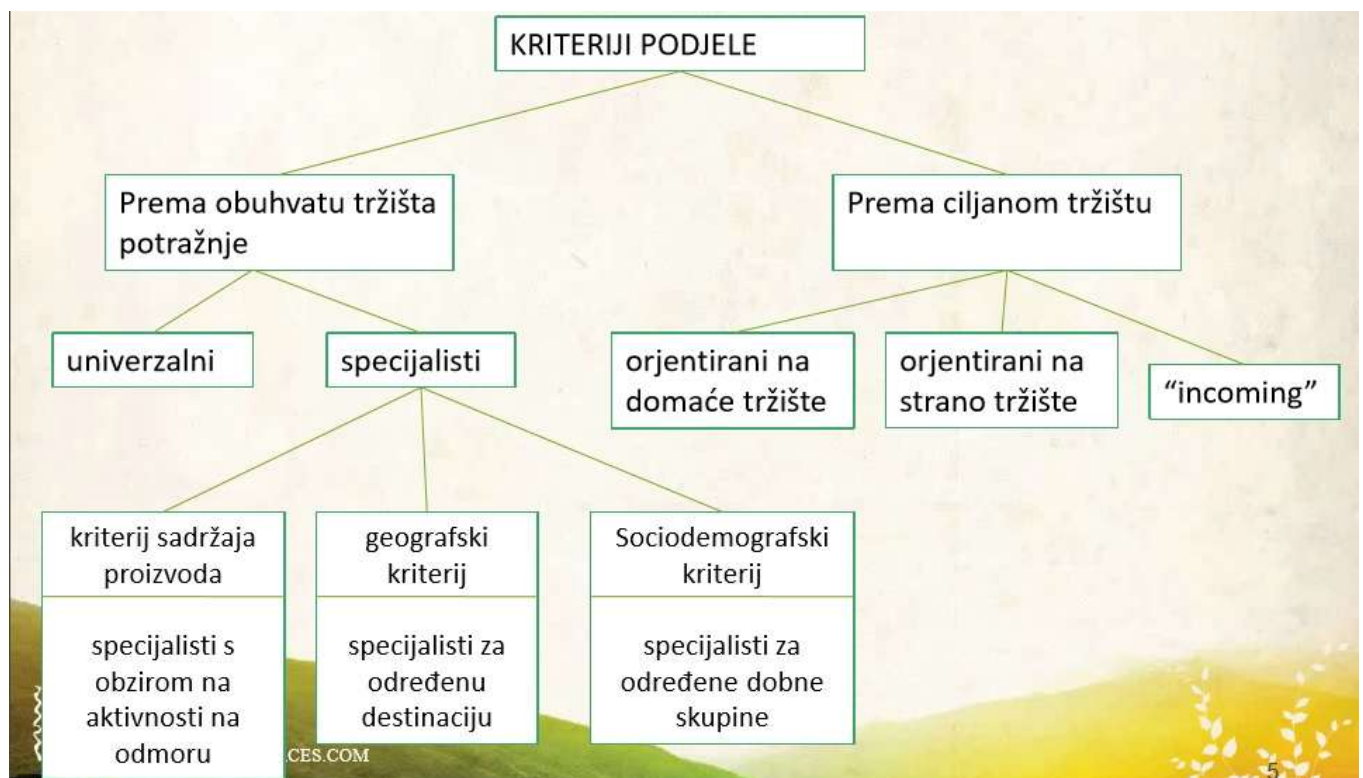 KRITERIJI PODJELE
Prema obuhvatu tržišta
potražnje
Prema ciljanom tržištu
univerzalni
specijalisti
orjentirani na
domaće tržište
orjentirani na
strano tržište
“incoming”
kriterij sadržaja
proizvoda
specijalisti s
obzirom na
aktivnosti na
odmoru
geografski
kriterij
specijalisti za
određenu
destinaciju
Sociodemografski
kriterij
specijalisti za
određene dobne
skupine
CES.COM
5